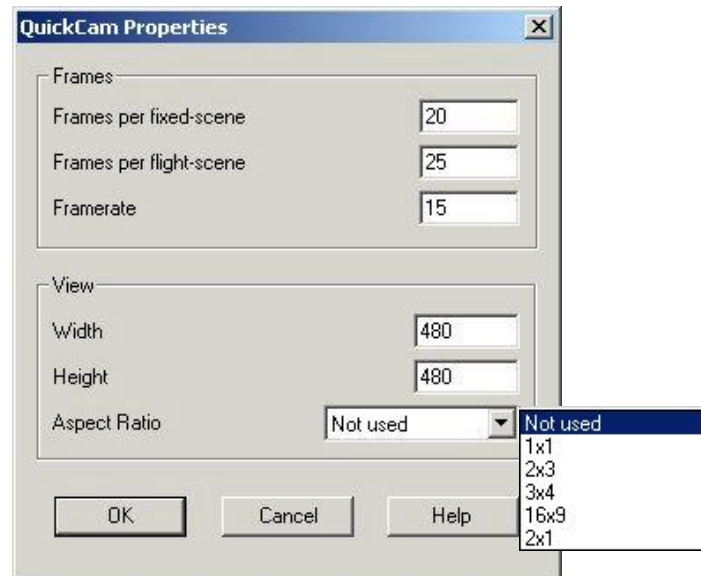 QuickCam Properties
Frames
Frames per fixed-scene 20
Frames per flight-scene 25
Framerate 15
View
Width 480
Height 480
Aspect Ratio Not used
Not used
1x1
2x3
3x4
16x9
2x1
OK Cancel Help